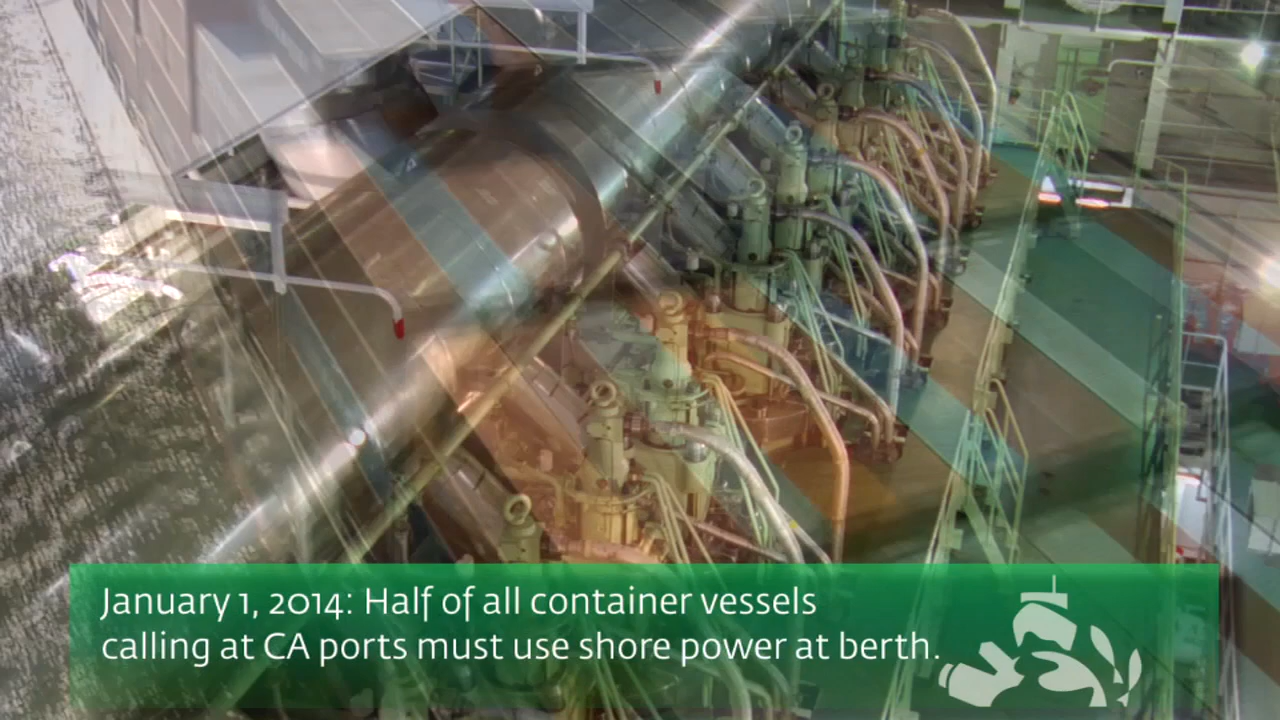 January 1, 2014: Half of all container vessels
calling at CA ports must use shore power at berth.